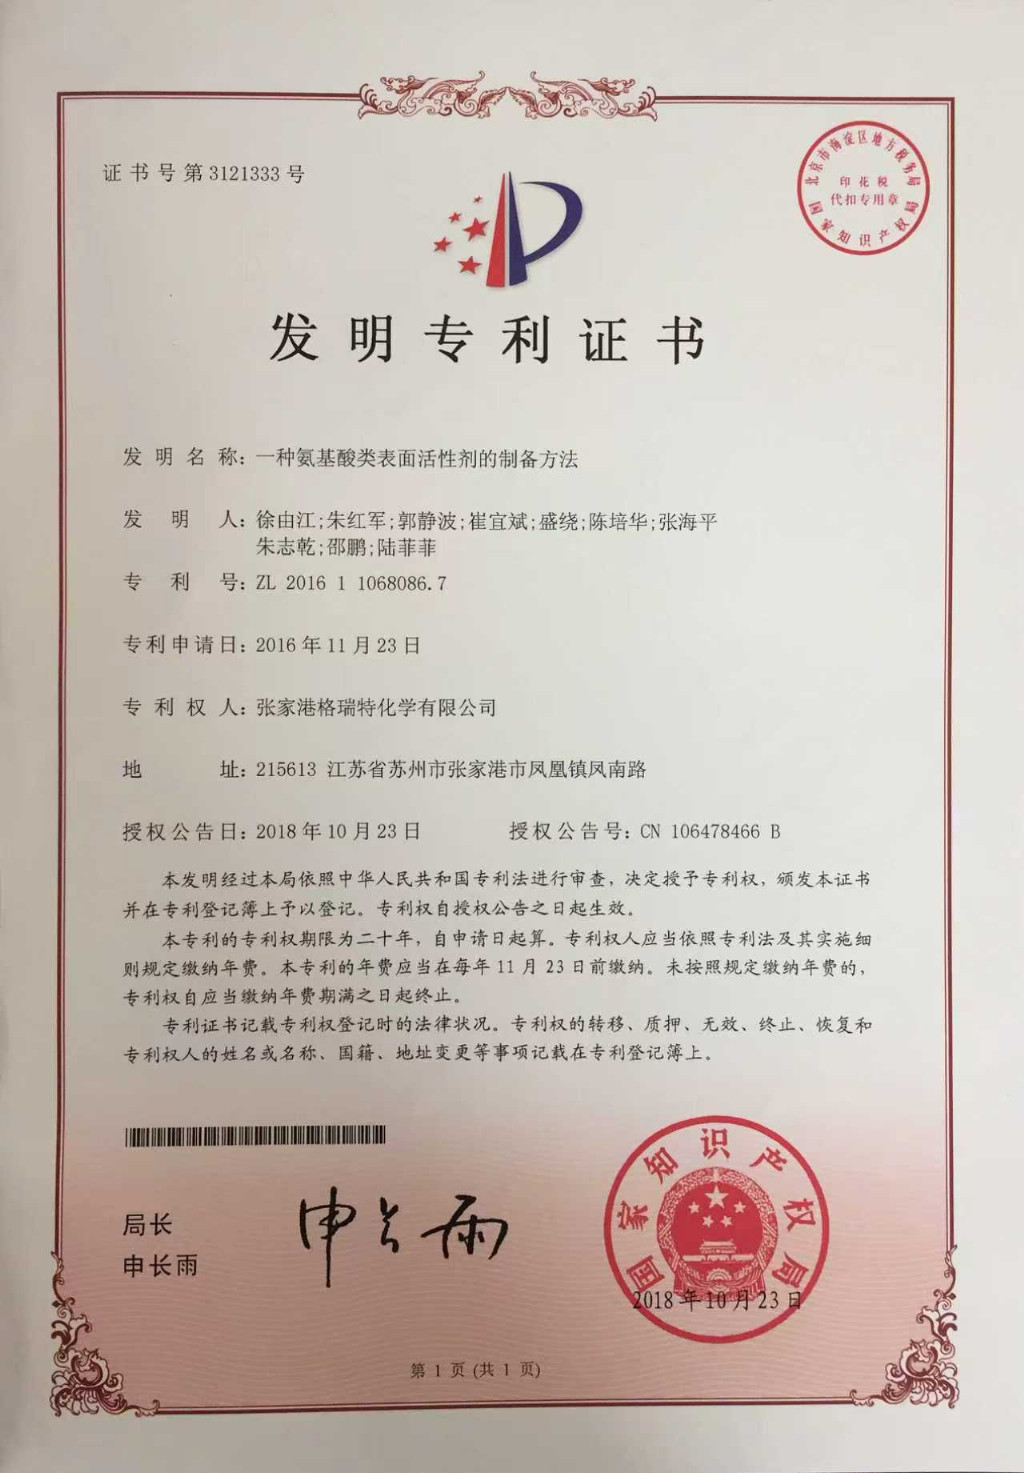 证书号第3121333号
北京市海淀区地方税务局
印花税
代扣专用章
国家知识产权局
发明专利证书
发明名称：一种氨基酸类表面活性剂的制备方法
发明人：徐由江;朱红军;郭静波;崔宜斌;盛绕;陈培华;张海平
朱志乾;邵鹏;陆菲菲
专利号：ZL 2016 1 1068086.7
专利申请日：2016年11月23日
专利权人：张家港格瑞特化学有限公司
地址：215613 江苏省苏州市张家港市凤凰镇凤南路
授权公告日：2018年10月23日 授权公告号：CN 106478466 B
本发明经过本局依照中华人民共和国专利法进行审查，决定授予专利权，颁发本证书
并在专利登记簿上予以登记。专利权自授权公告之日起生效。
本专利的专利权期限为二十年，自申请日起算。专利权人应当依照专利法及其实施细
则规定缴纳年费。本专利的年费应当在每年11月23日前缴纳。未按照规定缴纳年费的，
专利权自应当缴纳年费期满之日起终止。
专利证书记载专利权登记时的法律状况。专利权的转移、质押、无效、终止、恢复和
专利权人的姓名或名称、国籍、地址变更等事项记载在专利登记簿上。
局长
申长雨
申长雨
国家知识产权局
2018年10月23日
第1页(共1页)